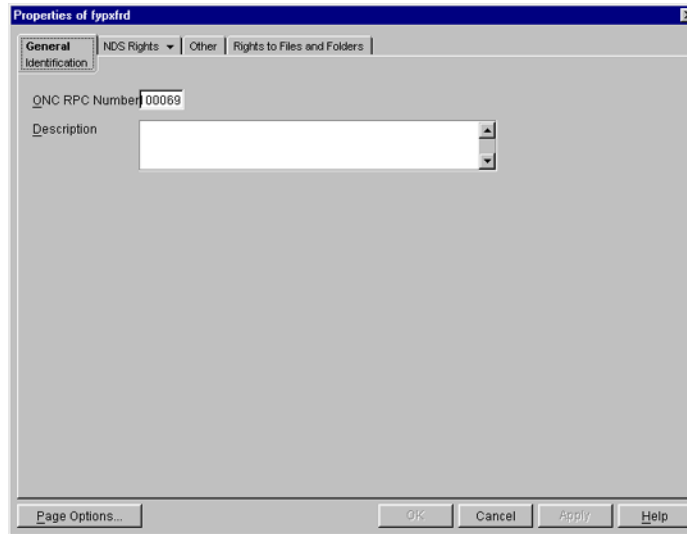 Properties of fypxfrd
General NDS Rights Other Rights to Files and Folders
Identification
ONC RPC Number 00069
Description
Page Options... OK Cancel Apply Help